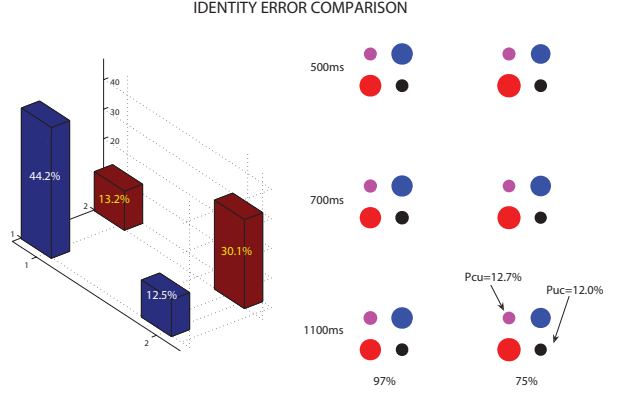 IDENTITY ERROR COMPARISON
500ms
40
30
20
44.2%
13.2%
2
700ms
1
1
30.1%
12.5%
2
Pcu=12.7%
Puc=12.0%
1100ms
97%
75%